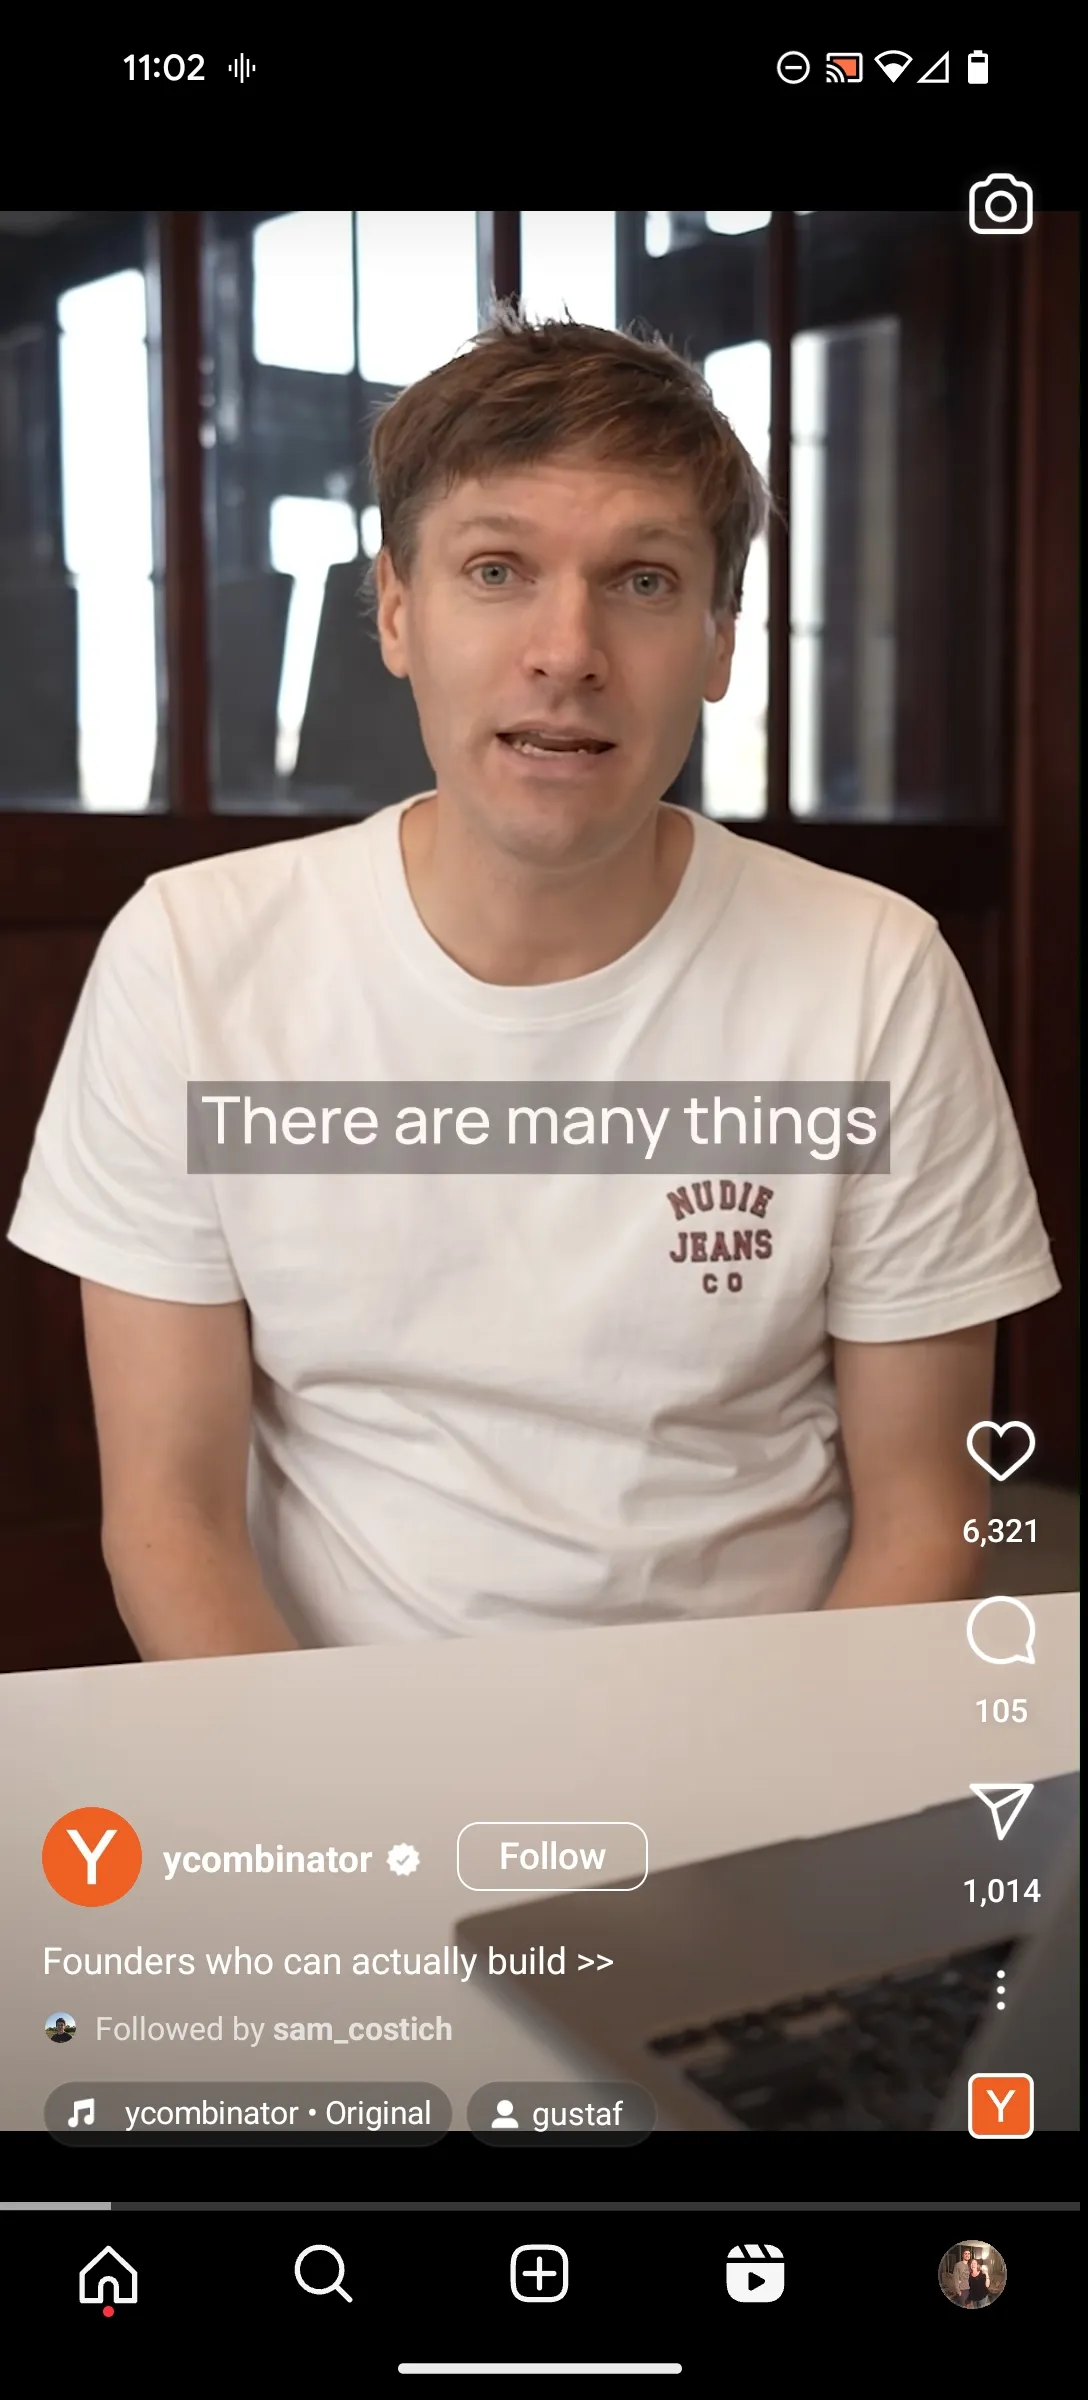 11:02
There are many things
NUDIE
JEANS
CO
6,321
105
1,014
Y
ycombinator
Follow
Founders who can actually build >>
Followed by sam_costich
ycombinator • Original
gustaf
Y